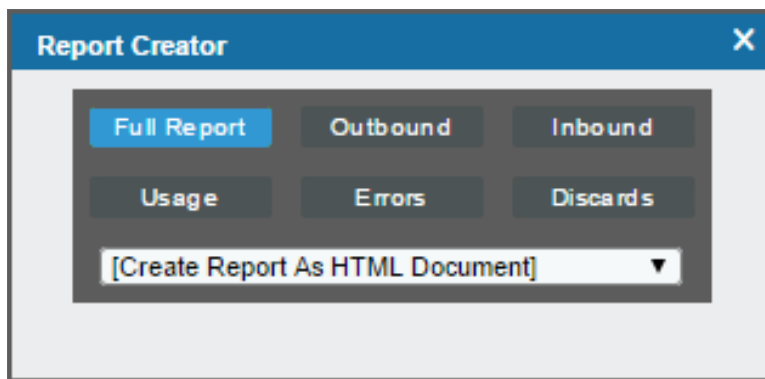 Report Creator
Full Report Outbound Inbound
Usage Errors Discards
[Create Report As HTML Document]